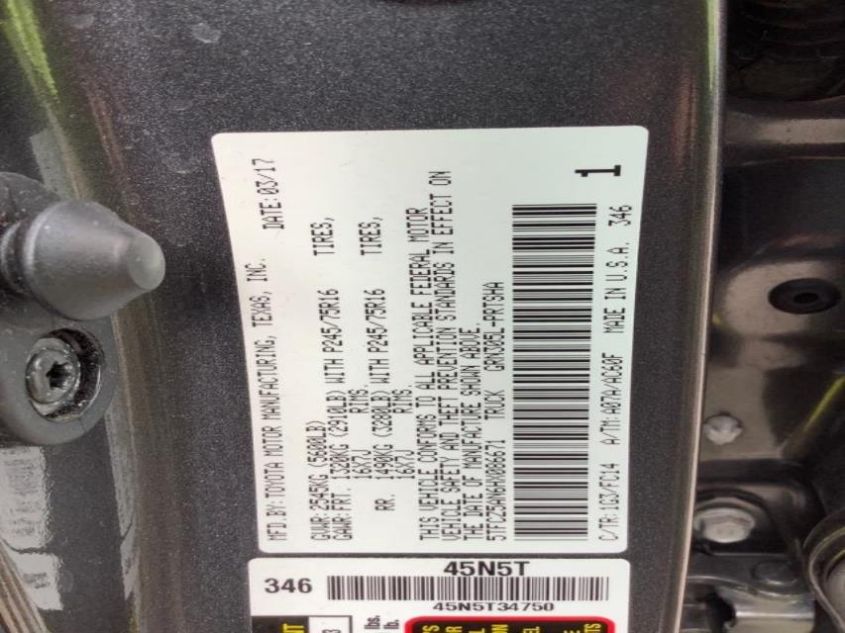 MFD.BY:TOYOTA MOTOR MANUFACTURING, TEXAS, INC. DATE:03/17
GVWR:2545KG (5600LB)
GAWR:FRT. 1320KG (2910LB) WITH P245/75R16 TIRES,
16X7J RIMS.
RR. 1490KG (3280LB) WITH P245/75R16 TIRES,
16X7J RIMS.
THIS VEHICLE CONFORMS TO ALL APPLICABLE FEDERAL MOTOR
VEHICLE SAFETY AND THEFT PREVENTION STANDARDS IN EFFECT ON
THE DATE OF MANUFACTURE SHOWN ABOVE.
TRUCK
C/TR:1G3/FC14 A/TM:A07A/AC60F MADE IN U.S.A. 346
1
45N5T
346
45N5T34750